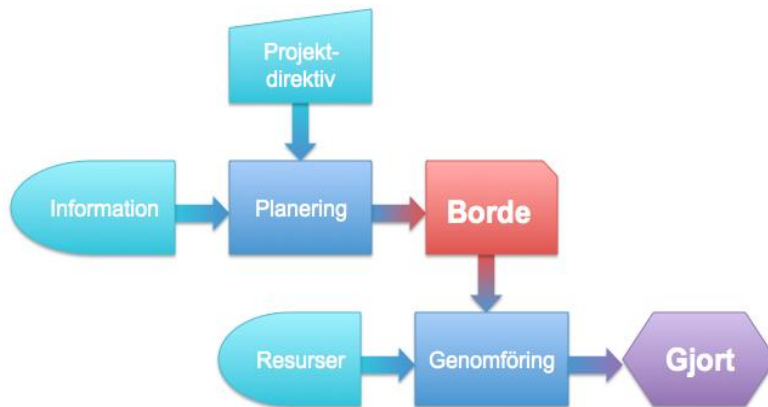 Projekt-
direktiv
Information
Planering
Borde
Resurser
Genomföring
Gjort